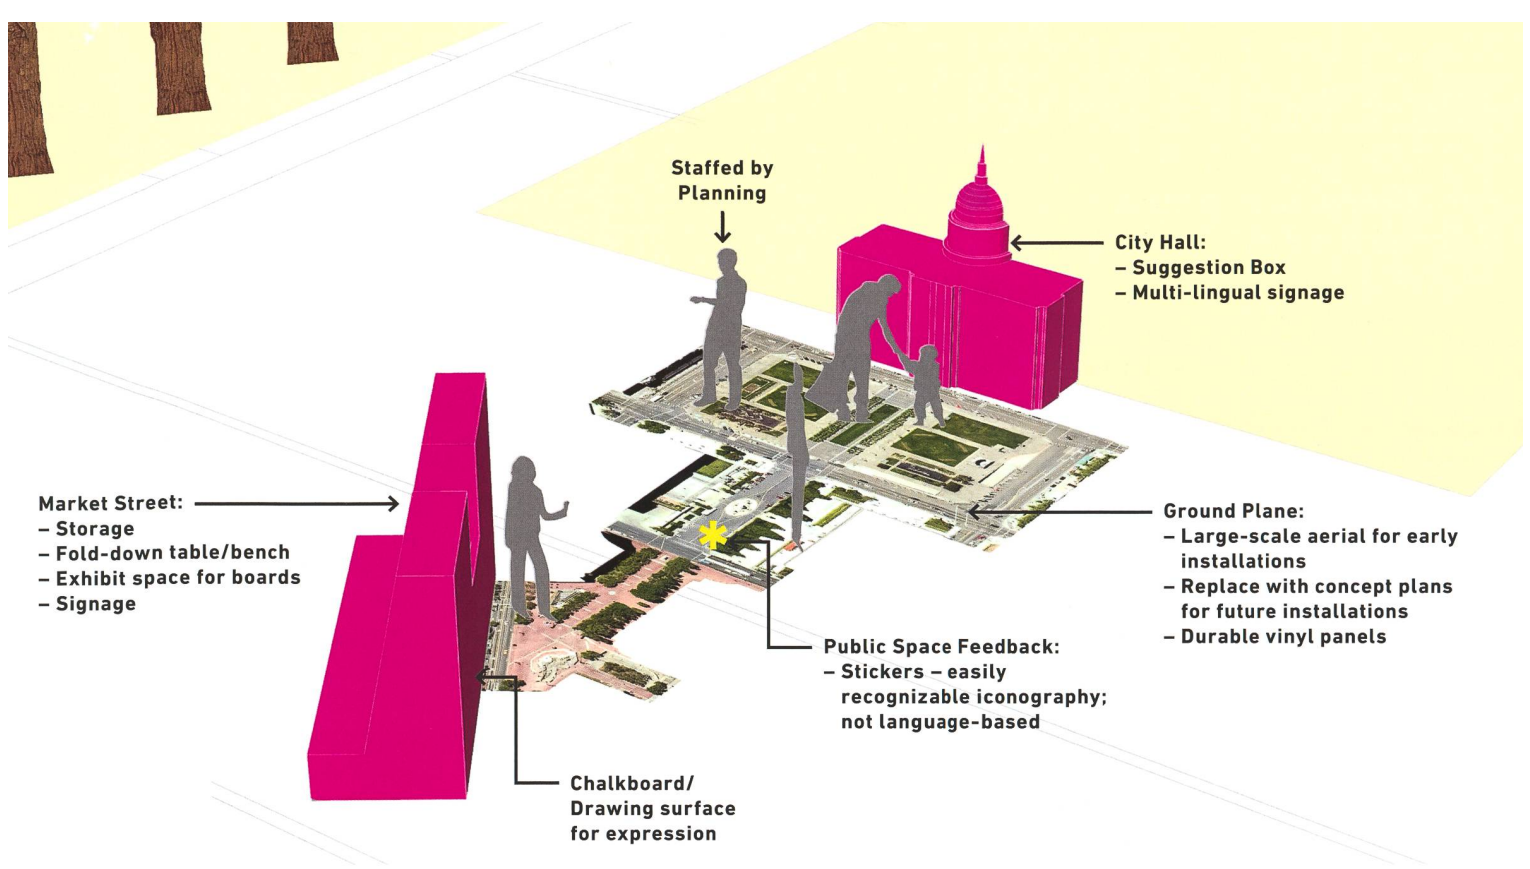 Staffed by
Planning
City Hall:
– Suggestion Box
– Multi-lingual signage
Market Street:
– Storage
– Fold-down table/bench
– Exhibit space for boards
– Signage
Ground Plane:
– Large-scale aerial for early
installations
– Replace with concept plans
for future installations
– Durable vinyl panels
Public Space Feedback:
– Stickers – easily
recognizable iconography;
not language-based
Chalkboard/
Drawing surface
for expression